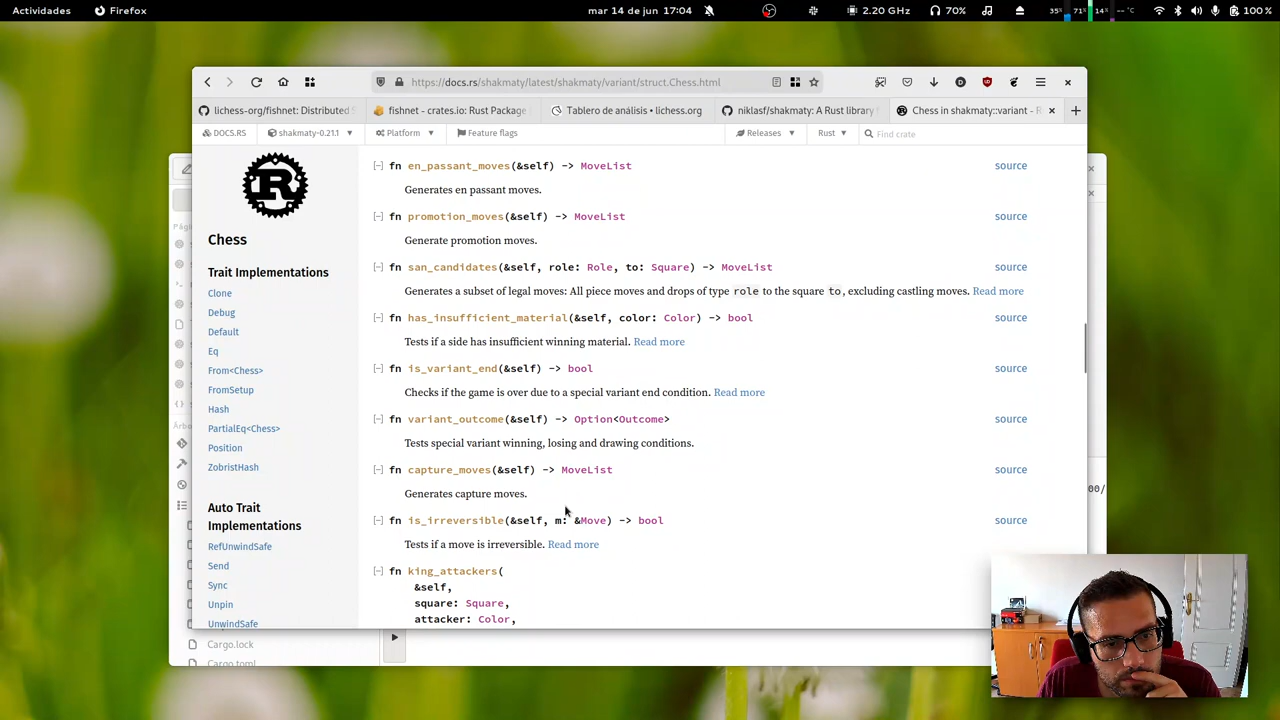 Actividades Firefox mar 14 de jun 17:04 2.20 GHz 70% 35% 71% 14% --°C 100 %
https://docs.rs/shakmaty/latest/shakmaty/variant/struct.Chess.html
lichess-org/fishnet: Distributed S fishnet - crates.io: Rust Package Tablero de análisis • lichess.org niklasf/shakmaty: A Rust library Chess in shakmaty::variant - R
DOCS.RS shakmaty-0.21.1 Platform Feature flags Releases Rust Find crate
R
Chess
Trait Implementations
Clone
Debug
Default
Eq
From<Chess>
FromSetup
Hash
PartialEq<Chess>
Position
ZobristHash
Auto Trait
Implementations
RefUnwindSafe
Send
Sync
Unpin
UnwindSafe
[−] fn en_passant_moves(&self) -> MoveList source
Generates en passant moves.
[−] fn promotion_moves(&self) -> MoveList source
Generate promotion moves.
[−] fn san_candidates(&self, role: Role, to: Square) -> MoveList source
Generates a subset of legal moves: All piece moves and drops of type role to the square to, excluding castling moves. Read more
[−] fn has_insufficient_material(&self, color: Color) -> bool source
Tests if a side has insufficient winning material. Read more
[−] fn is_variant_end(&self) -> bool source
Checks if the game is over due to a special variant end condition. Read more
[−] fn variant_outcome(&self) -> Option<Outcome> source
Tests special variant winning, losing and drawing conditions.
[−] fn capture_moves(&self) -> MoveList source
Generates capture moves.
[−] fn is_irreversible(&self, m: &Move) -> bool source
Tests if a move is irreversible. Read more
[−] fn king_attackers( source
&self,
square: Square,
attacker: Color,
Págin
Árbo
00/
Cargo.lock
Cargo.toml